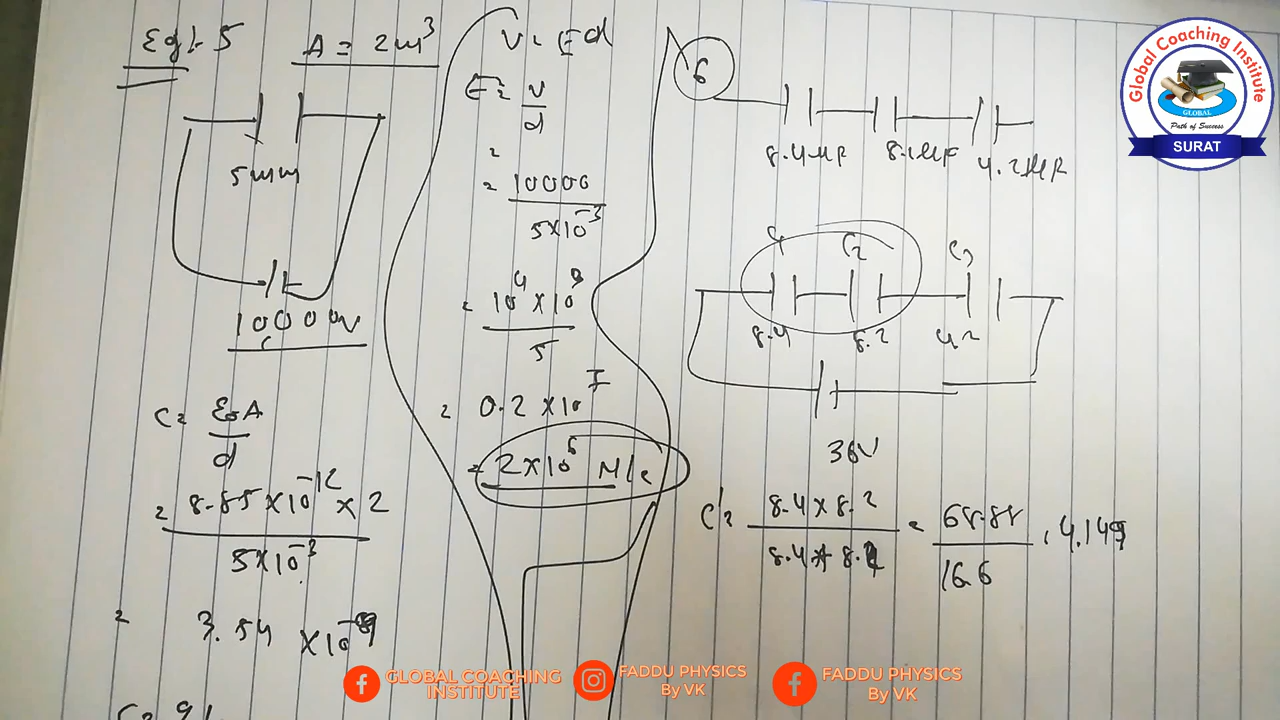 Eg:- 5 A = 2m³
5mm
10000V
C = ε₀A / d
= 8.85 × 10⁻¹² × 2 / 5×10⁻³
= 3.54 × 10⁻⁹
V = Ed
E = V / d
=
= 10000 / 5×10⁻³
= 10⁴ × 10³ / 5
= 0.2 × 10⁷
= 2×10⁶ N/C
6
8.4µF 8.2µF 4.2µF
C₁ C₂ C₃
8.4 8.2 4.2
36V
C' = 8.4 × 8.2 / 8.4 + 8.2 = 68.88 / 16.6 = 4.149
Global Coaching Institute
GLOBAL
Path of Success
SURAT
GLOBAL COACHING
INSTITUTE
FADDU PHYSICS
By VK
FADDU PHYSICS
By VK